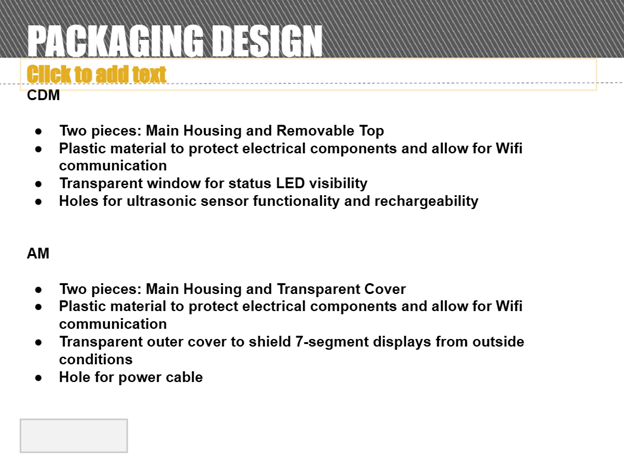 PACKAGING DESIGN
Click to add text
CDM
● Two pieces: Main Housing and Removable Top
● Plastic material to protect electrical components and allow for Wifi
communication
● Transparent window for status LED visibility
● Holes for ultrasonic sensor functionality and rechargeability
AM
● Two pieces: Main Housing and Transparent Cover
● Plastic material to protect electrical components and allow for Wifi
communication
● Transparent outer cover to shield 7-segment displays from outside
conditions
● Hole for power cable